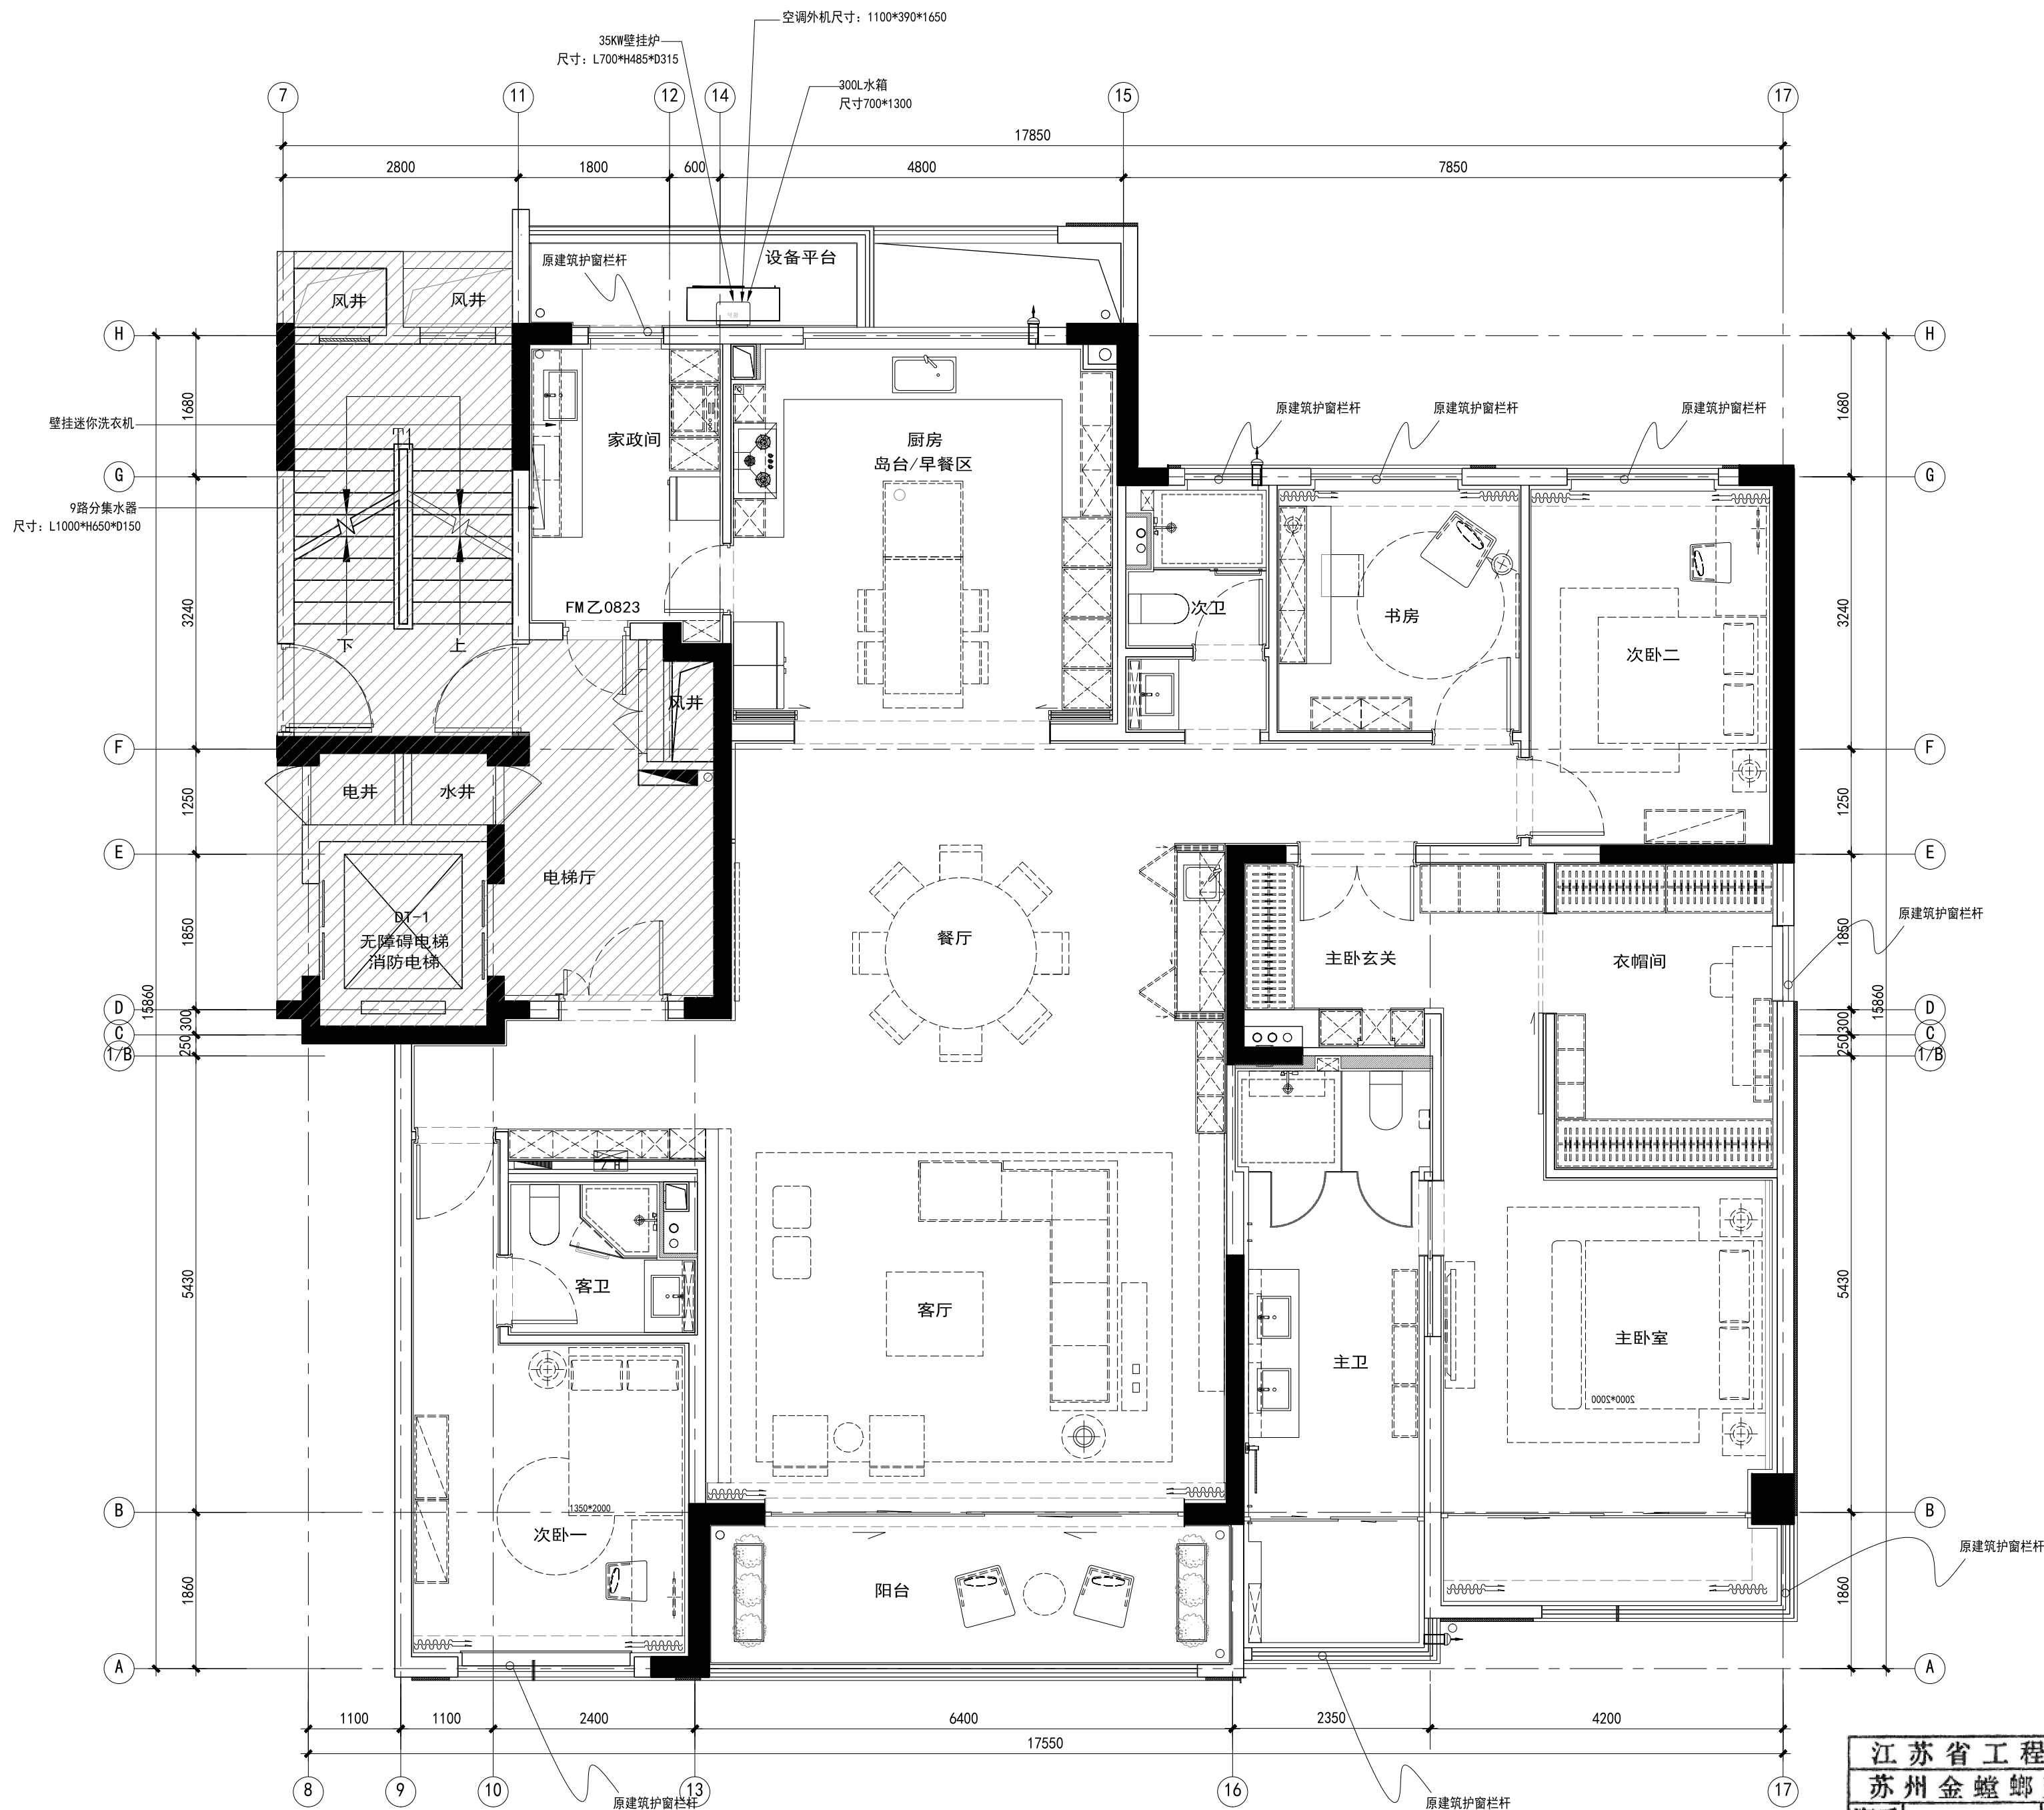 空调外机尺寸：1100*390*1650
35KW壁挂炉
尺寸：L700*H485*D315
300L水箱
尺寸700*1300
7
11
12
14
15
17
17850
2800
1800
600
4800
7850
设备平台
原建筑护窗栏杆
风井
风井
H
H
1680
1680
壁挂迷你洗衣机
家政间
厨房
岛台/早餐区
原建筑护窗栏杆
原建筑护窗栏杆
原建筑护窗栏杆
G
G
9路分集水器
尺寸：L1000*H650*D150
3240
3240
FM乙0823
次卫
书房
次卧二
下
上
风井
F
F
电井
水井
1250
1250
E
E
电梯厅
DT-1
无障碍电梯
消防电梯
餐厅
主卧玄关
衣帽间
原建筑护窗栏杆
1850
1850
15860
15860
D
D
300
300
C
C
250
250
1/B
1/B
客卫
客厅
主卫
主卧室
2000*2000
5430
5430
1350*2000
次卧一
B
B
原建筑护窗栏杆
阳台
1860
1860
A
A
1100
1100
2400
6400
2350
4200
17550
8
9
10
13
16
17
原建筑护窗栏杆
原建筑护窗栏杆
江苏省工程
苏州金螳螂